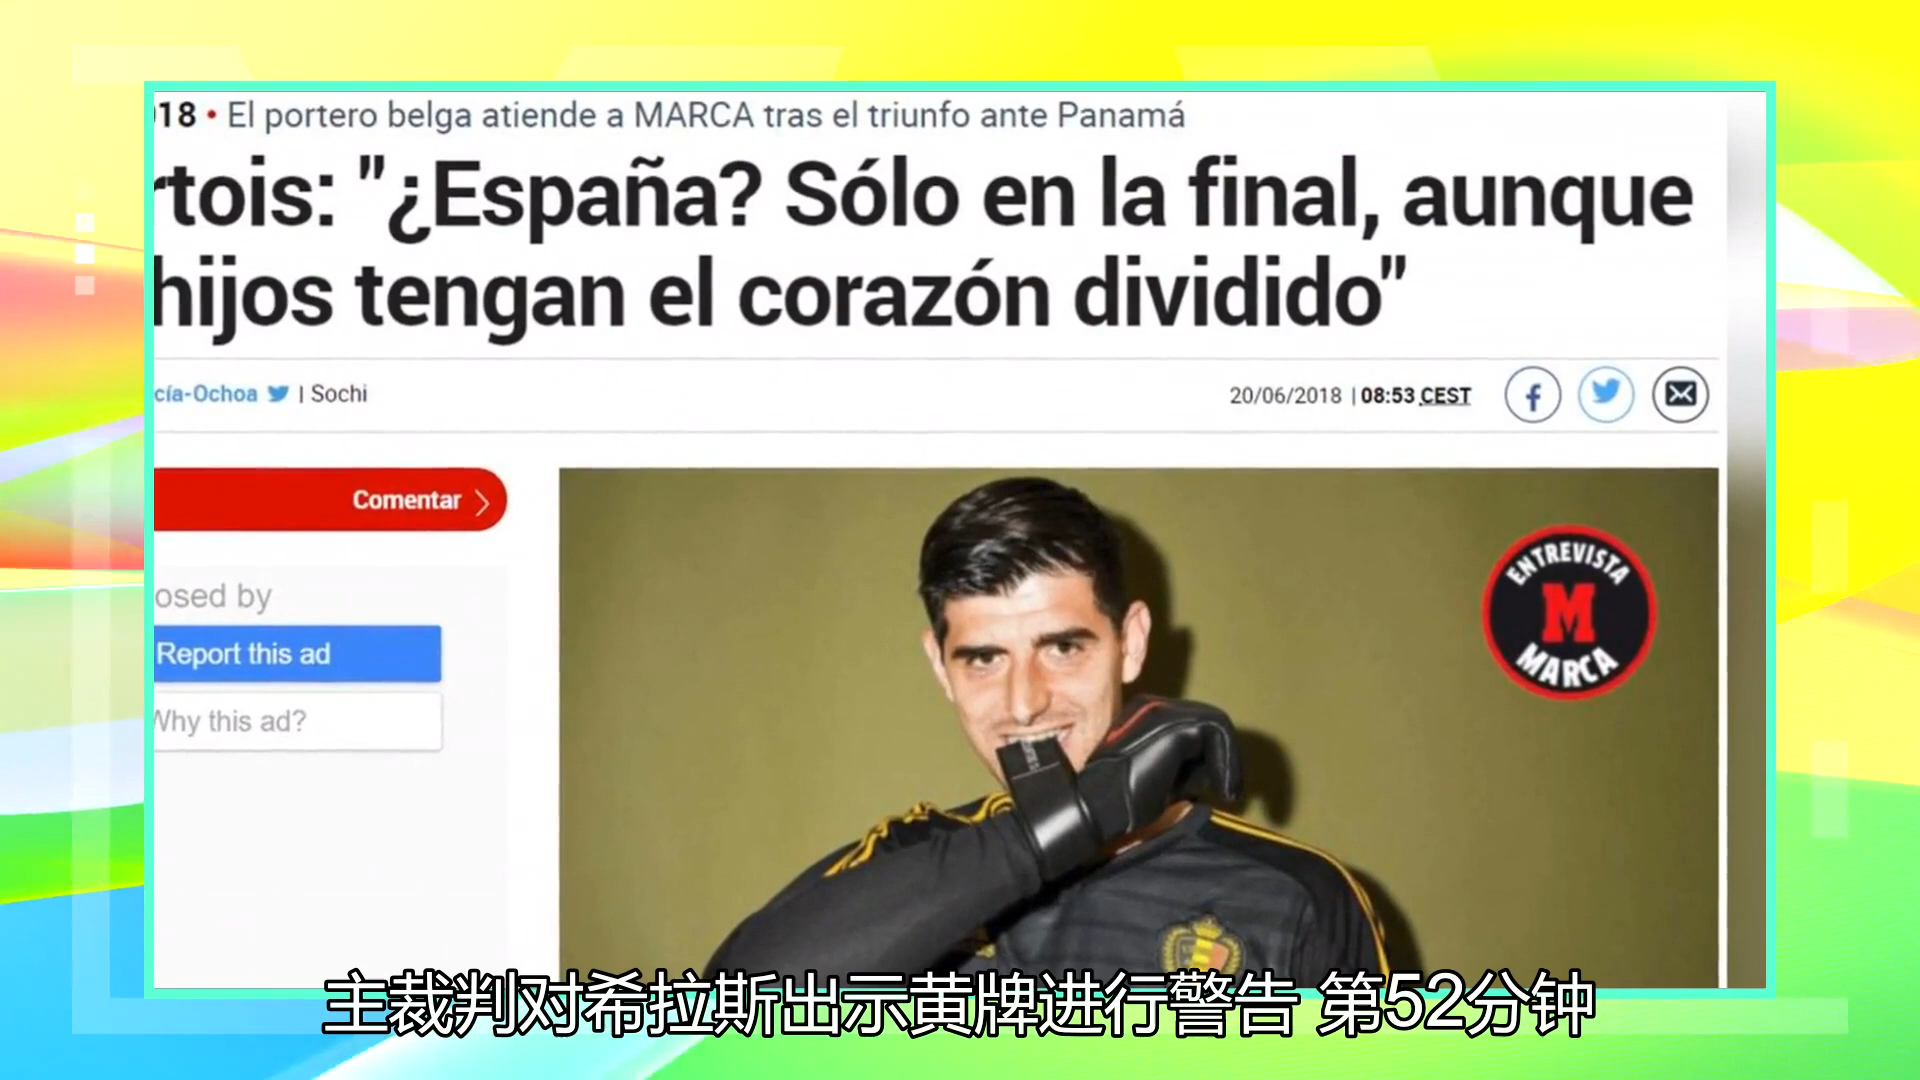 18 • El portero belga atiende a MARCA tras el triunfo ante Panamá
rtois: "¿España? Sólo en la final, aunque
hijos tengan el corazón dividido"
cía-Ochoa | Sochi
20/06/2018 | 08:53 CEST
Comentar
osed by
Report this ad
Why this ad?
ENTREVISTA
M
MARCA
主裁判对希拉斯出示黄牌进行警告 第52分钟